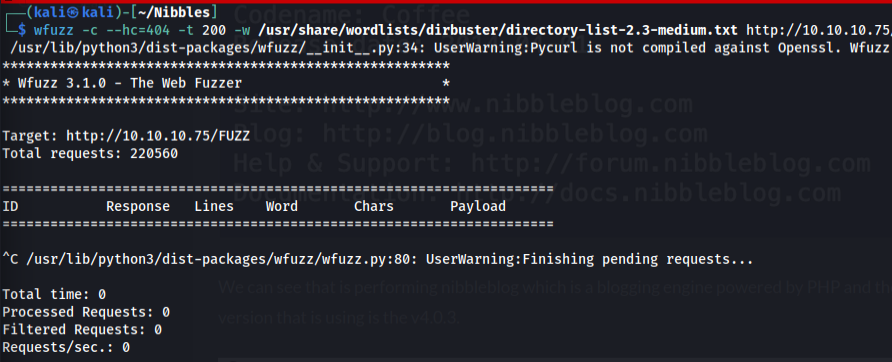 ┌──(kali㉿kali)-[~/Nibbles]
└─$ wfuzz -c --hc=404 -t 200 -w /usr/share/wordlists/dirbuster/directory-list-2.3-medium.txt http://10.10.10.75/
/usr/lib/python3/dist-packages/wfuzz/__init__.py:34: UserWarning:Pycurl is not compiled against Openssl. Wfuzz
********************************************************
* Wfuzz 3.1.0 - The Web Fuzzer *
********************************************************
Target: http://10.10.10.75/FUZZ
Total requests: 220560
=====================================================================
ID Response Lines Word Chars Payload
=====================================================================
^C /usr/lib/python3/dist-packages/wfuzz/wfuzz.py:80: UserWarning:Finishing pending requests...
Total time: 0
Processed Requests: 0
Filtered Requests: 0
Requests/sec.: 0
Codename: Coffee
Site: http://www.nibbleblog.com
Blog: http://blog.nibbleblog.com
Help & Support: http://forum.nibbleblog.com
http://docs.nibbleblog.com
We can see that is performing nibbleblog which is a blogging engine powered by PHP and the
version that is using is the v4.0.3.